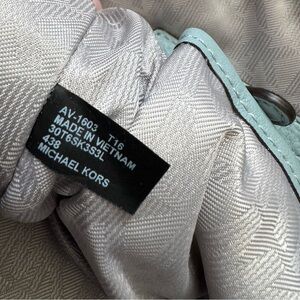 AV-1603 T16
MADE IN VIETNAM
30T6SK3S3L
438
MICHAEL KORS